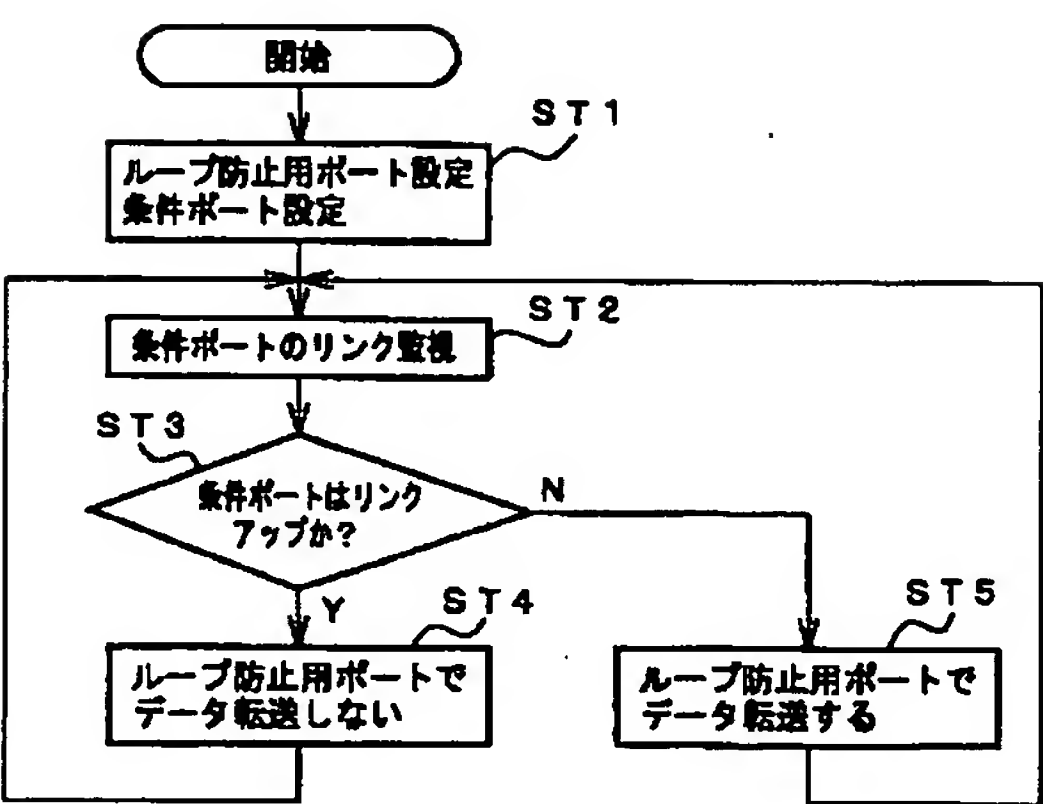 開始
ST1
ループ防止用ポート設定
条件ポート設定
ST2
条件ポートのリンク監視
ST3
条件ポートはリンク
アップか?
N
Y
ST4
ループ防止用ポートで
データ転送しない
ST5
ループ防止用ポートで
データ転送する